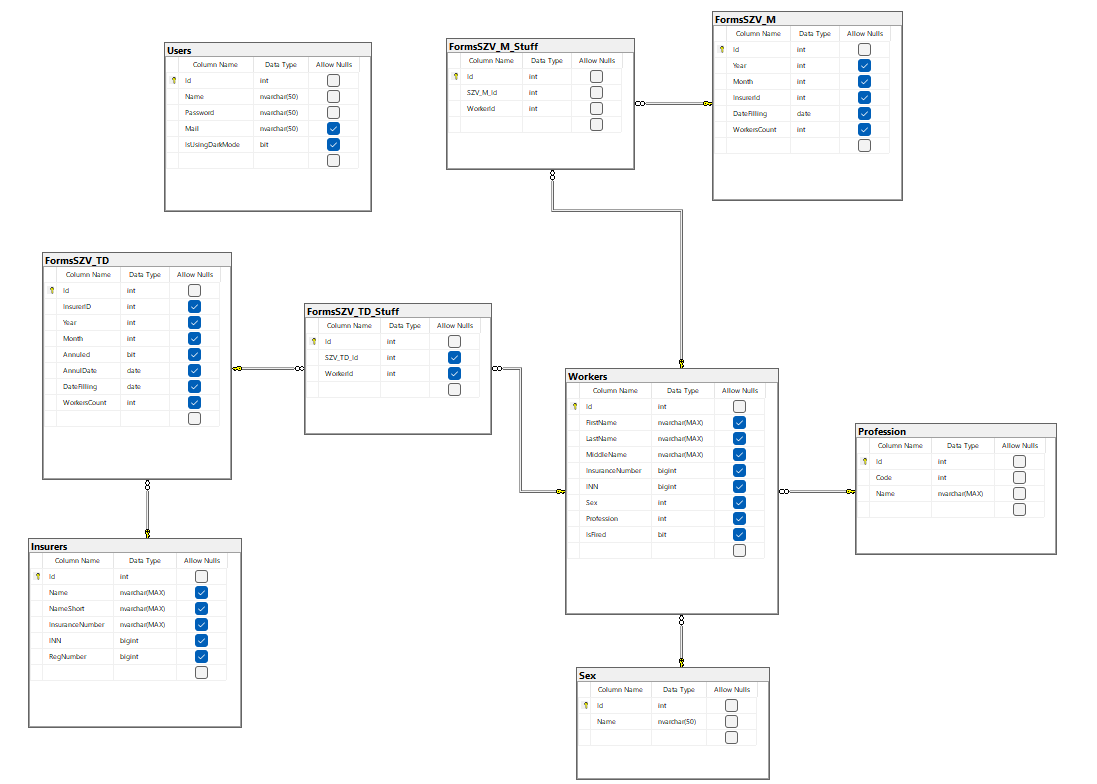 Users
Column Name Data Type Allow Nulls
Id int
Name nvarchar(50)
Password nvarchar(50)
Mail nvarchar(50)
IsUsingDarkMode bit
FormsSZV_M_Stuff
Column Name Data Type Allow Nulls
Id int
SZV_M_Id int
WorkerId int
FormsSZV_M
Column Name Data Type Allow Nulls
Id int
Year int
Month int
InsurerId int
DateFilling date
WorkersCount int
FormsSZV_TD
Column Name Data Type Allow Nulls
Id int
InsurerID int
Year int
Month int
Annuled bit
AnnulDate date
DateFilling date
WorkersCount int
FormsSZV_TD_Stuff
Column Name Data Type Allow Nulls
Id int
SZV_TD_Id int
WorkerId int
Workers
Column Name Data Type Allow Nulls
Id int
FirstName nvarchar(MAX)
LastName nvarchar(MAX)
MiddleName nvarchar(MAX)
InsuranceNumber bigint
INN bigint
Sex int
Profession int
IsFired bit
Profession
Column Name Data Type Allow Nulls
Id int
Code int
Name nvarchar(MAX)
Insurers
Column Name Data Type Allow Nulls
Id int
Name nvarchar(MAX)
NameShort nvarchar(MAX)
InsuranceNumber nvarchar(MAX)
INN bigint
RegNumber bigint
Sex
Column Name Data Type Allow Nulls
Id int
Name nvarchar(50)